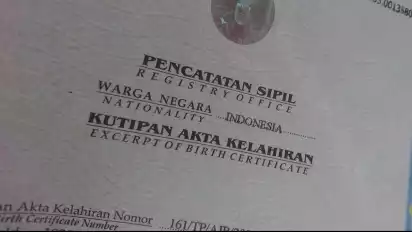 PENCATATAN SIPIL
REGISTRY OFFICE
WARGA NEGARA INDONESIA
NATIONALITY
KUTIPAN AKTA KELAHIRAN
EXCERPT OF BIRTH CERTIFICATE
Akta Kelahiran Nomor
Birth Certificate Number